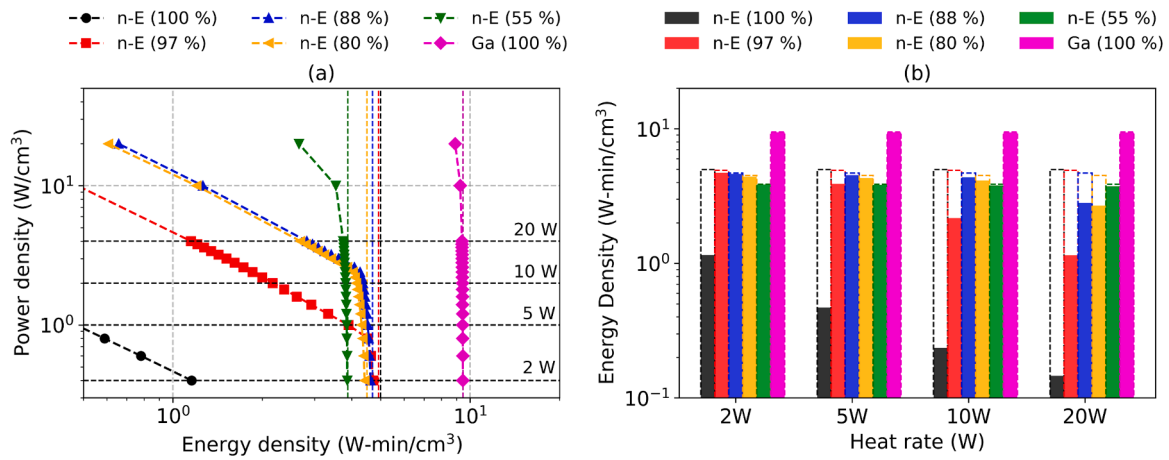 n-E (100 %) n-E (88 %) n-E (55 %)
n-E (97 %) n-E (80 %) Ga (100 %)
(a)
Power density (W/cm³)
10¹
10⁰
20 W
10 W
5 W
2 W
10⁰ 10¹
Energy density (W-min/cm³)
n-E (100 %) n-E (88 %) n-E (55 %)
n-E (97 %) n-E (80 %) Ga (100 %)
(b)
Energy Density (W-min/cm³)
10¹
10⁰
10⁻¹
2W 5W 10W 20W
Heat rate (W)